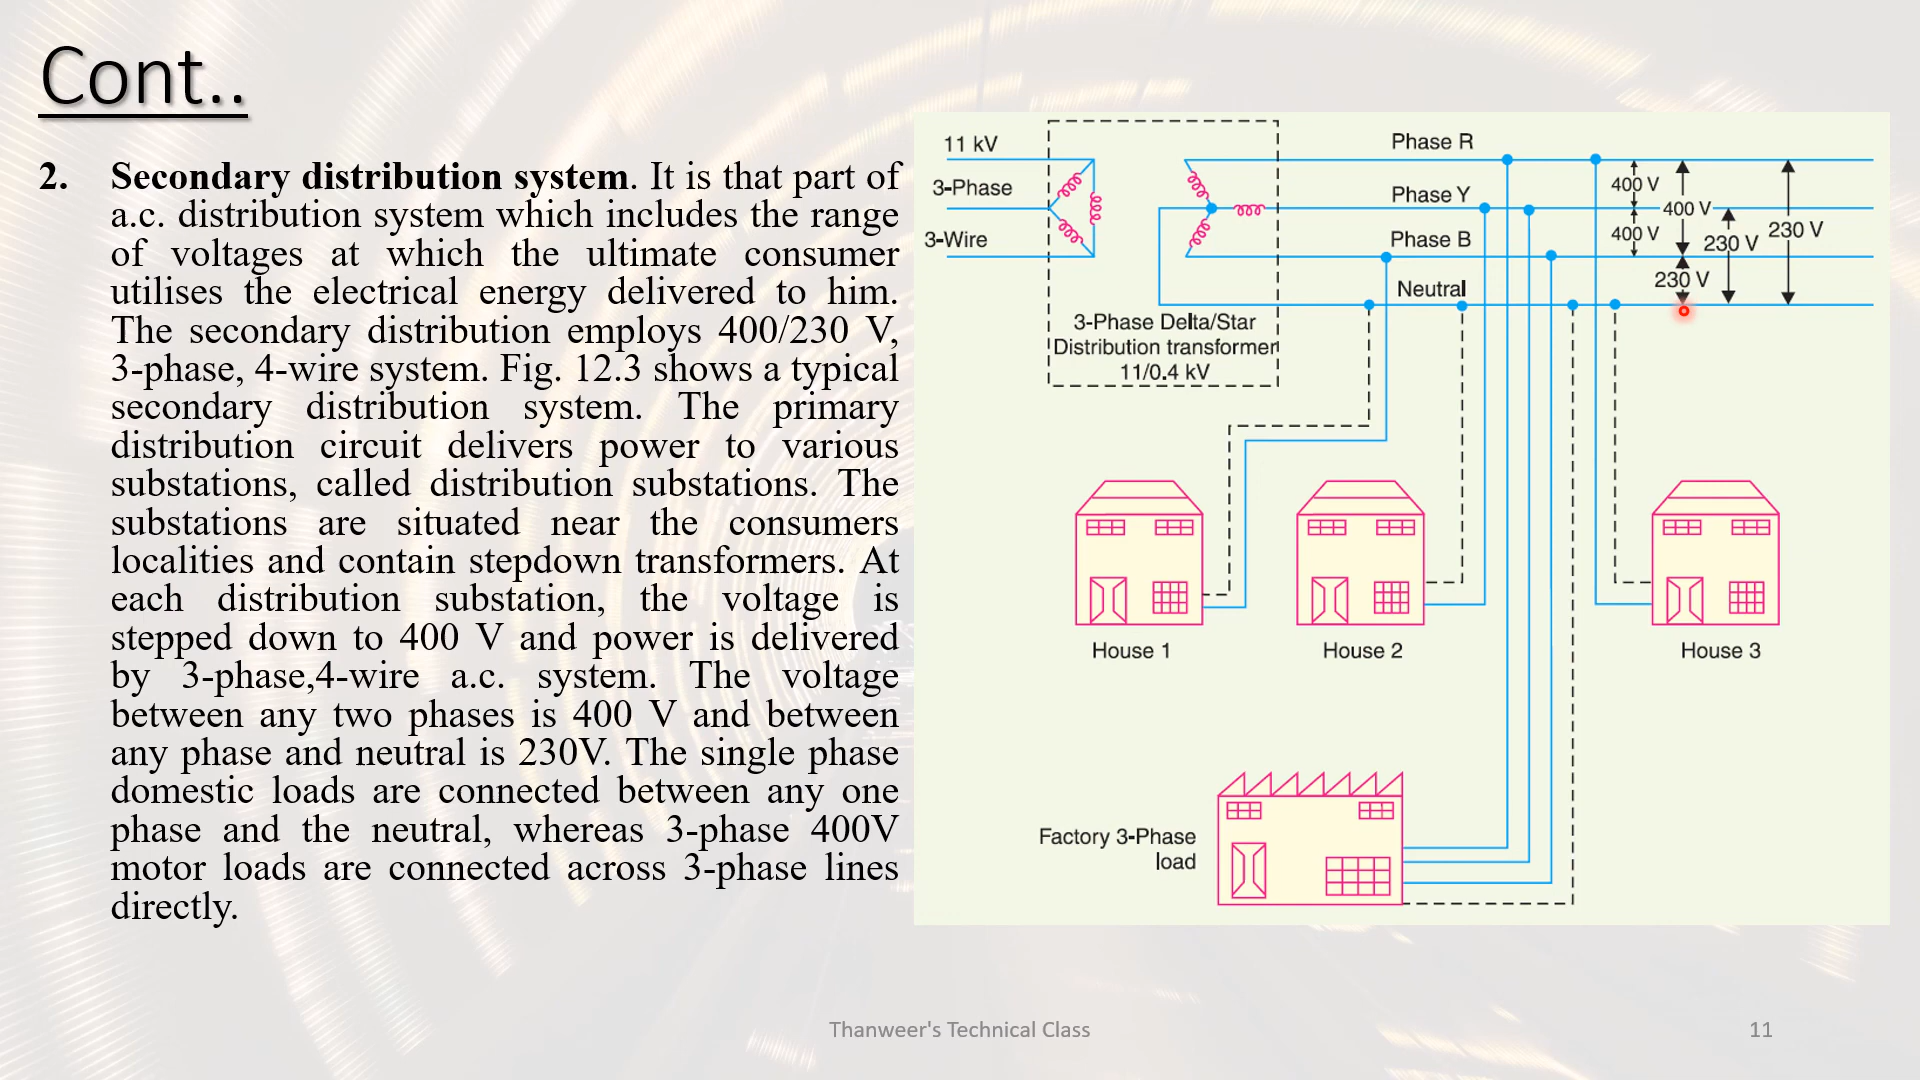 Cont..
2. Secondary distribution system. It is that part of
a.c. distribution system which includes the range
of voltages at which the ultimate consumer
utilises the electrical energy delivered to him.
The secondary distribution employs 400/230 V,
3-phase, 4-wire system. Fig. 12.3 shows a typical
secondary distribution system. The primary
distribution circuit delivers power to various
substations, called distribution substations. The
substations are situated near the consumers
localities and contain stepdown transformers. At
each distribution substation, the voltage is
stepped down to 400 V and power is delivered
by 3-phase,4-wire a.c. system. The voltage
between any two phases is 400 V and between
any phase and neutral is 230V. The single phase
domestic loads are connected between any one
phase and the neutral, whereas 3-phase 400V
motor loads are connected across 3-phase lines
directly.
11 kV
3-Phase
3-Wire
3-Phase Delta/Star
Distribution transformer
11/0.4 kV
Phase R
Phase Y
Phase B
Neutral
400 V
400 V
400 V
230 V
230 V
230 V
House 1
House 2
House 3
Factory 3-Phase
load
Thanweer's Technical Class
11